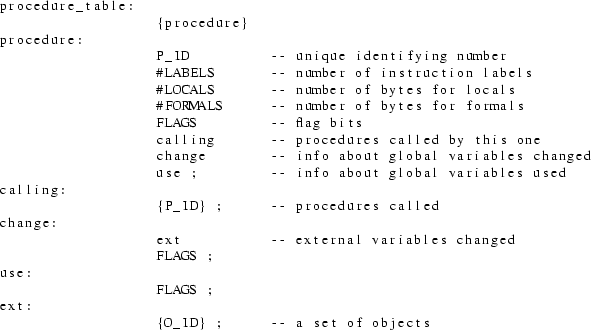 procedure_table:
{procedure}
procedure:
P_ID -- unique identifying number
#LABELS -- number of instruction labels
#LOCALS -- number of bytes for locals
#FORMALS -- number of bytes for formals
FLAGS -- flag bits
calling -- procedures called by this one
change -- info about global variables changed
use ; -- info about global variables used
calling:
{P_ID} ; -- procedures called
change:
ext -- external variables changed
FLAGS ;
use:
FLAGS ;
ext:
{O_ID} ; -- a set of objects